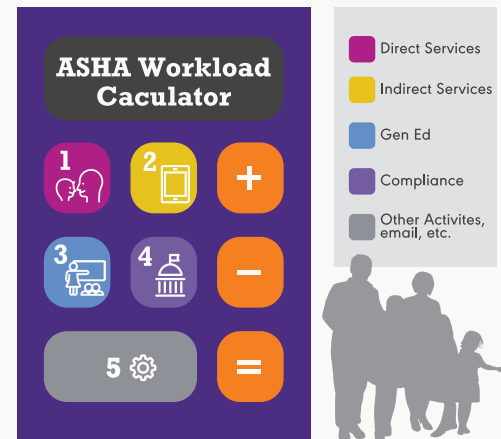 ASHA Workload
Caculator
1
2
+
3
4
−
5
=
Direct Services
Indirect Services
Gen Ed
Compliance
Other Activites,
email, etc.